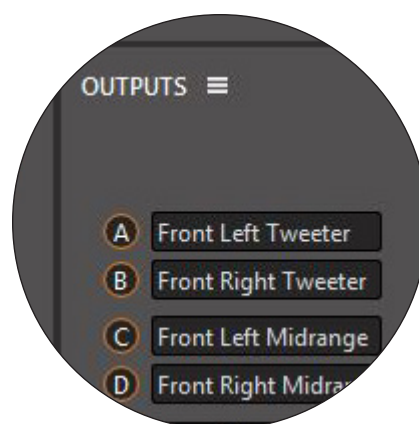 OUTPUTS
A Front Left Tweeter
B Front Right Tweeter
C Front Left Midrange
D Front Right